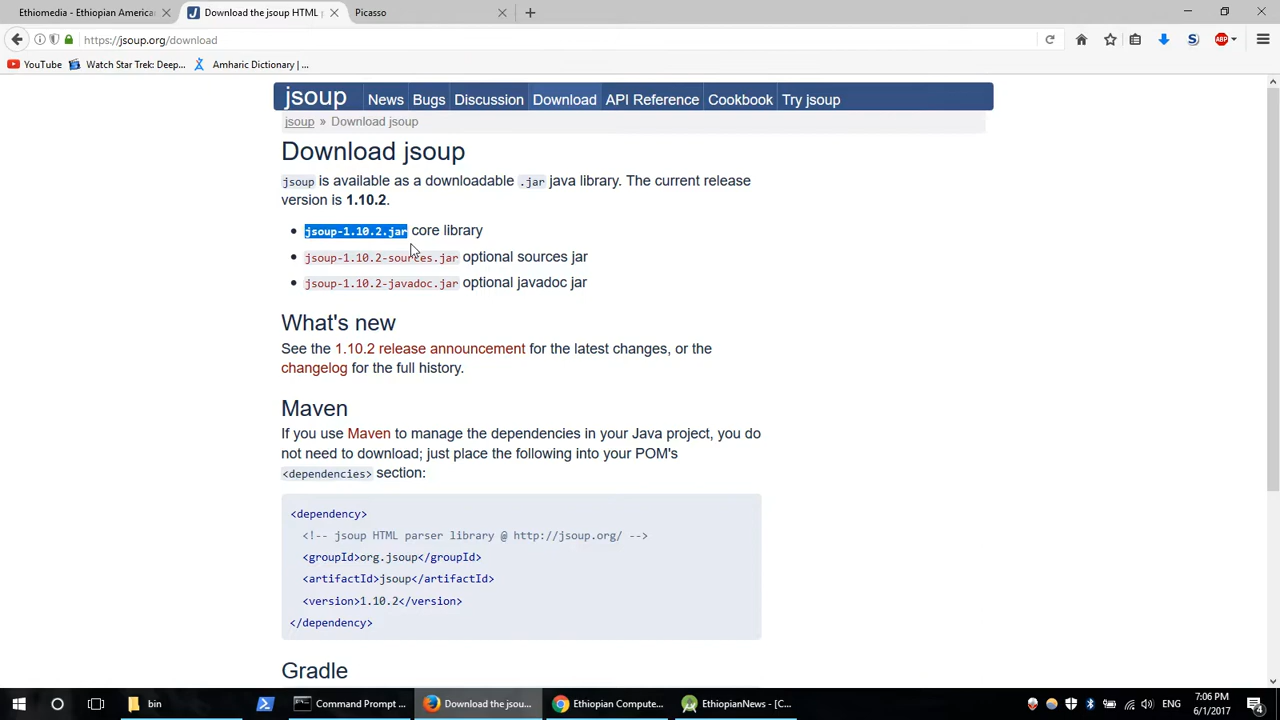 Ethiomedia - Ethiopian America
Download the jsoup HTML p
Picasso
https://jsoup.org/download
YouTube
Watch Star Trek: Deep...
Amharic Dictionary | ...
jsoup News Bugs Discussion Download API Reference Cookbook Try jsoup
jsoup » Download jsoup
Download jsoup
jsoup is available as a downloadable .jar java library. The current release
version is 1.10.2.
jsoup-1.10.2.jar core library
jsoup-1.10.2-sources.jar optional sources jar
jsoup-1.10.2-javadoc.jar optional javadoc jar
What's new
See the 1.10.2 release announcement for the latest changes, or the
changelog for the full history.
Maven
If you use Maven to manage the dependencies in your Java project, you do
not need to download; just place the following into your POM's
<dependencies> section:
<dependency>
<!-- jsoup HTML parser library @ http://jsoup.org/ -->
<groupId>org.jsoup</groupId>
<artifactId>jsoup</artifactId>
<version>1.10.2</version>
</dependency>
Gradle
bin
Command Prompt ...
Download the jsou...
Ethiopian Compute...
EthiopianNews - [C...
ENG
7:06 PM
6/1/2017
4